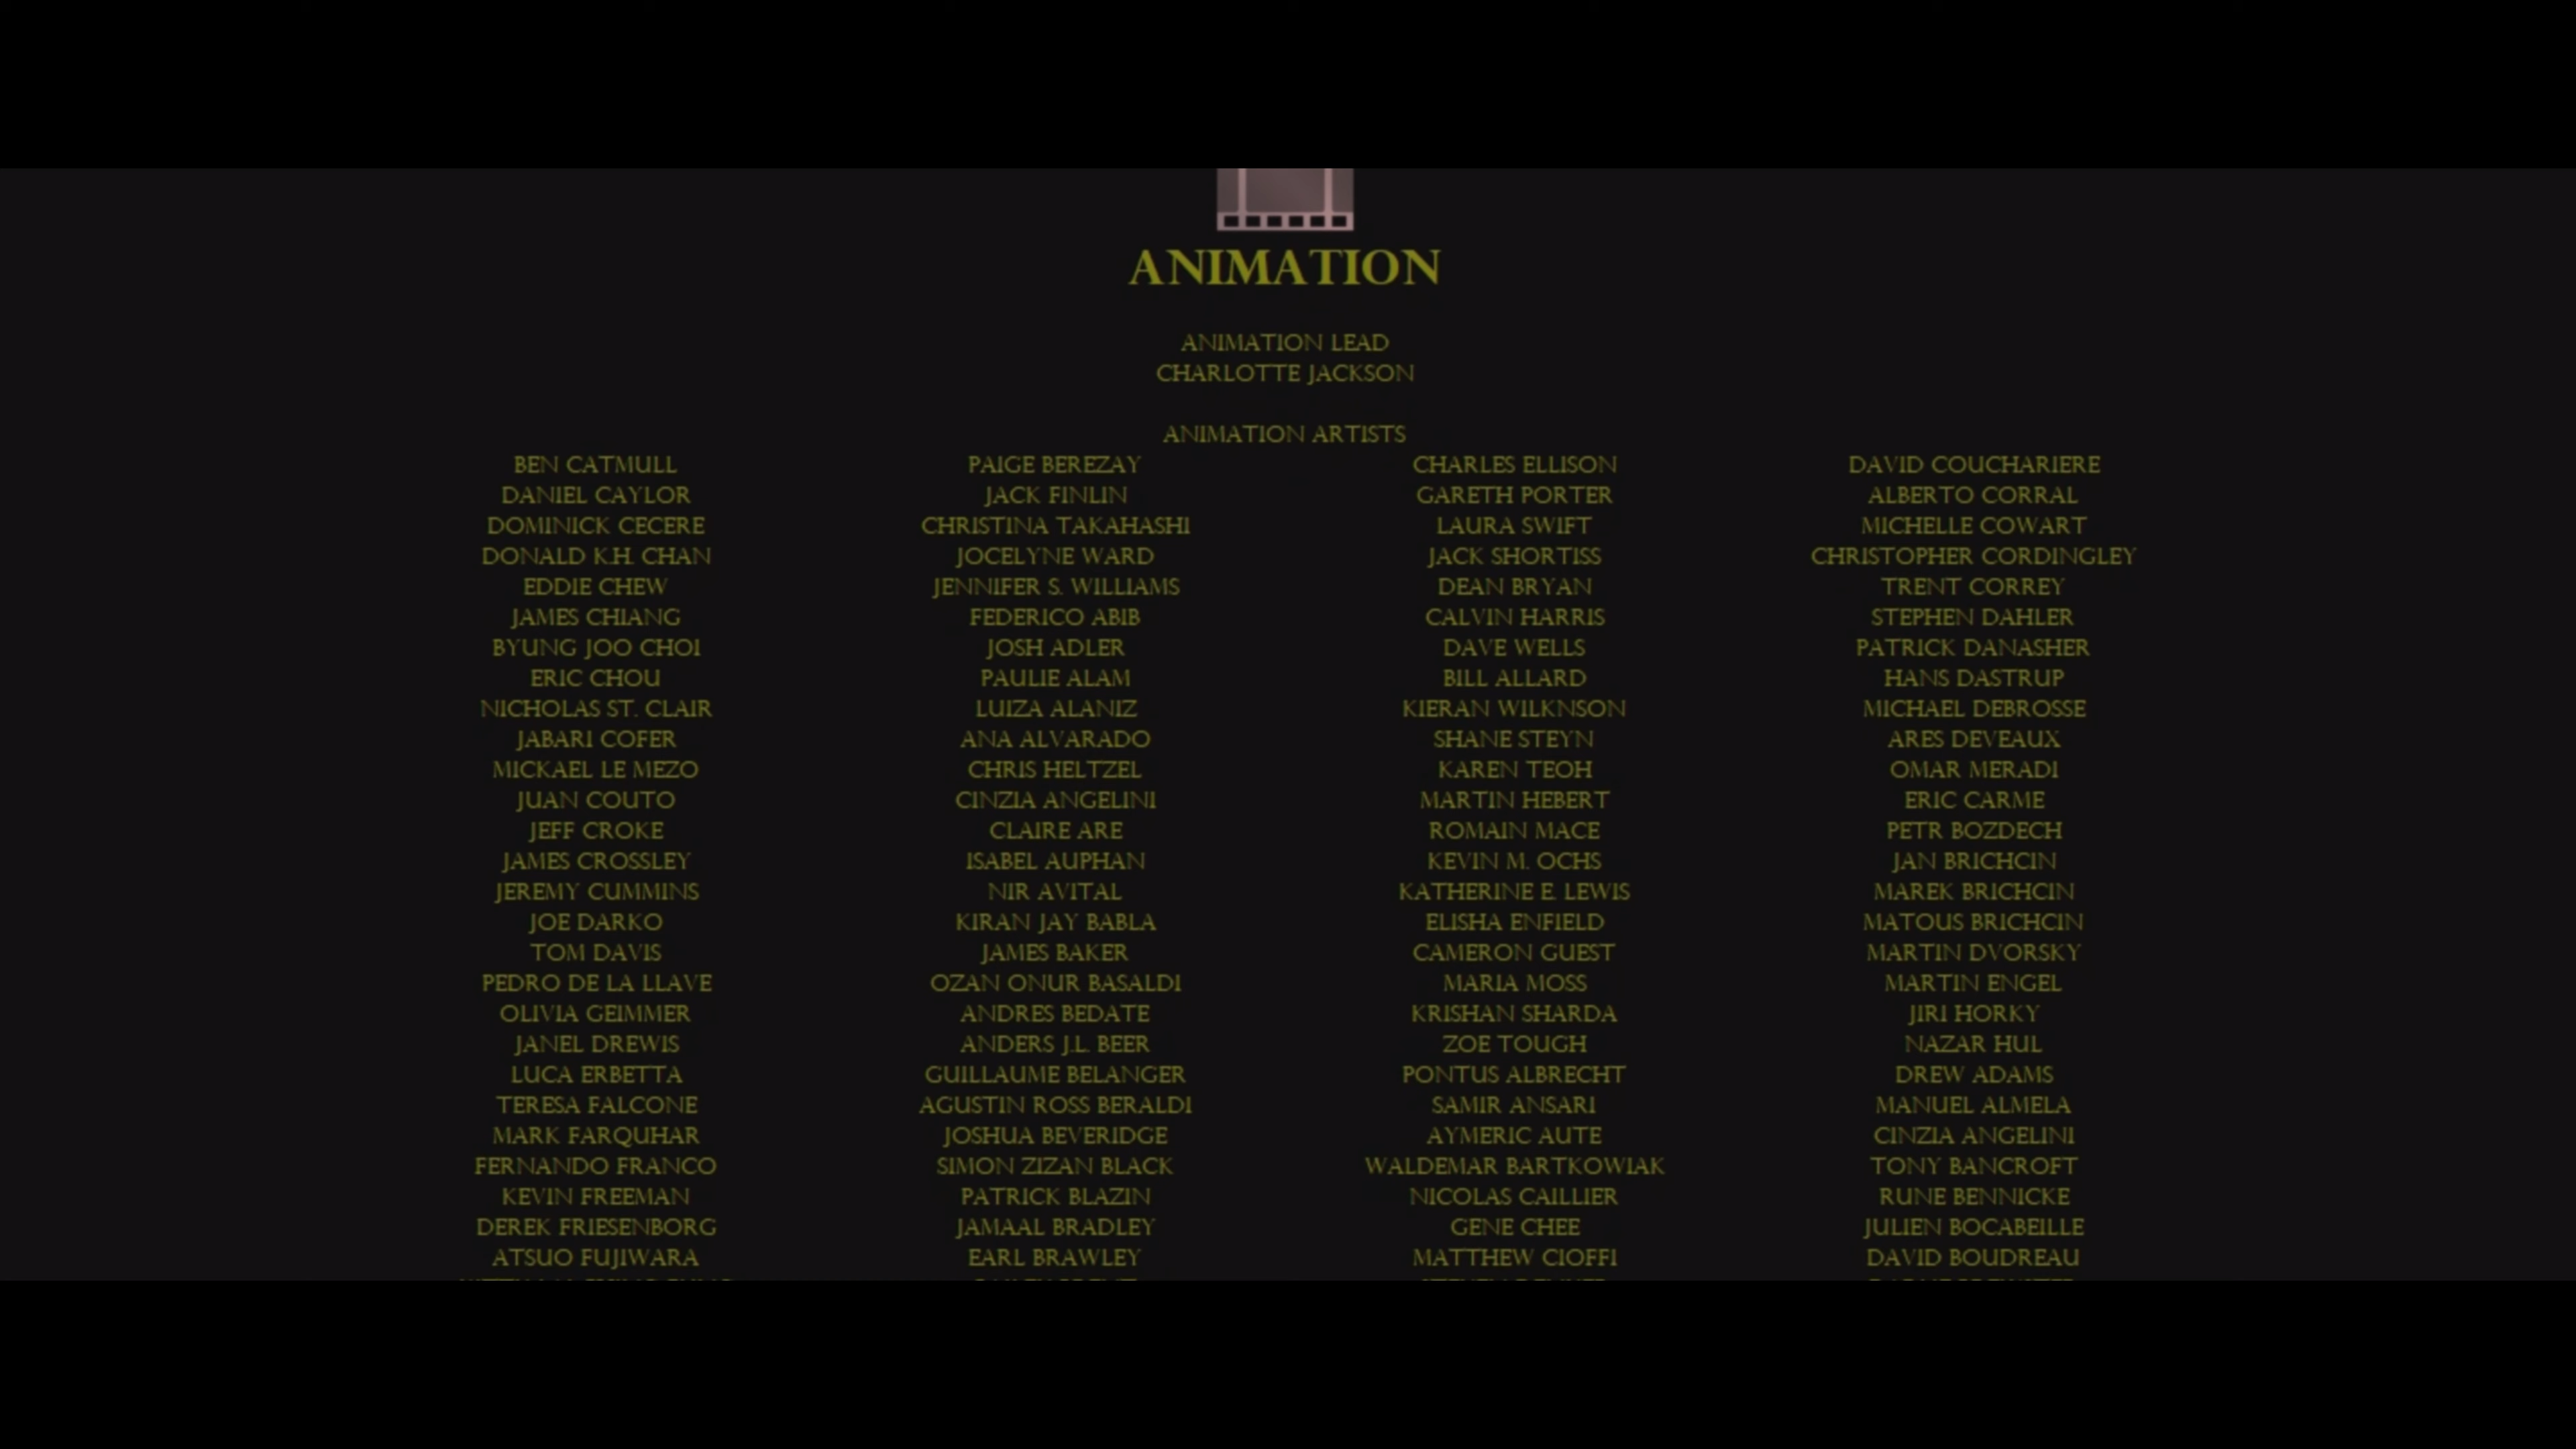 ANIMATION
ANIMATION LEAD
CHARLOTTE JACKSON
ANIMATION ARTISTS
BEN CATMULL PAIGE BEREZAY CHARLES ELLISON DAVID COUCHARIERE
DANIEL CAYLOR JACK FINLIN GARETH PORTER ALBERTO CORRAL
DOMINICK CECERE CHRISTINA TAKAHASHI LAURA SWIFT MICHELLE COWART
DONALD K.H. CHAN JOCELYNE WARD JACK SHORTISS CHRISTOPHER CORDINGLEY
EDDIE CHEW JENNIFER S. WILLIAMS DEAN BRYAN TRENT CORREY
JAMES CHIANG FEDERICO ABIB CALVIN HARRIS STEPHEN DAHLER
BYUNG JOO CHOI JOSH ADLER DAVE WELLS PATRICK DANASHER
ERIC CHOU PAULIE ALAM BILL ALLARD HANS DASTRUP
NICHOLAS ST. CLAIR LUIZA ALANIZ KIERAN WILKNSON MICHAEL DEBROSSE
JABARI COFER ANA ALVARADO SHANE STEYN ARES DEVEAUX
MICKAEL LE MEZO CHRIS HELTZEL KAREN TEOH OMAR MERADI
JUAN COUTO CINZIA ANGELINI MARTIN HEBERT ERIC CARME
JEFF CROKE CLAIRE ARE ROMAIN MACE PETR BOZDECH
JAMES CROSSLEY ISABEL AUPHAN KEVIN M. OCHS JAN BRICHCIN
JEREMY CUMMINS NIR AVITAL KATHERINE E. LEWIS MAREK BRICHCIN
JOE DARKO KIRAN JAY BABLA ELISHA ENFIELD MATOUS BRICHCIN
TOM DAVIS JAMES BAKER CAMERON GUEST MARTIN DVORSKY
PEDRO DE LA LLAVE OZAN ONUR BASALDI MARIA MOSS MARTIN ENGEL
OLIVIA GEIMMER ANDRES BEDATE KRISHAN SHARDA JIRI HORKY
JANEL DREWIS ANDERS J.L. BEER ZOE TOUGH NAZAR HUL
LUCA ERBETTA GUILLAUME BELANGER PONTUS ALBRECHT DREW ADAMS
TERESA FALCONE AGUSTIN ROSS BERALDI SAMIR ANSARI MANUEL ALMELA
MARK FARQUHAR JOSHUA BEVERIDGE AYMERIC AUTE CINZIA ANGELINI
FERNANDO FRANCO SIMON ZIZAN BLACK WALDEMAR BARTKOWIAK TONY BANCROFT
KEVIN FREEMAN PATRICK BLAZIN NICOLAS CAILLIER RUNE BENNICKE
DEREK FRIESENBORG JAMAAL BRADLEY GENE CHEE JULIEN BOCABEILLE
ATSUO FUJIWARA EARL BRAWLEY MATTHEW CIOFFI DAVID BOUDREAU